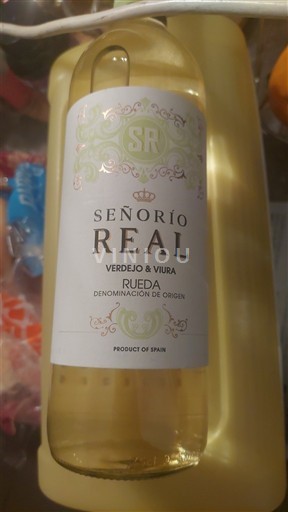 SR
SEÑORÍO
REAL
VINIOU
VERDEJO & VIURA
RUEDA
DENOMINACIÓN DE ORIGEN
PRODUCT OF SPAIN